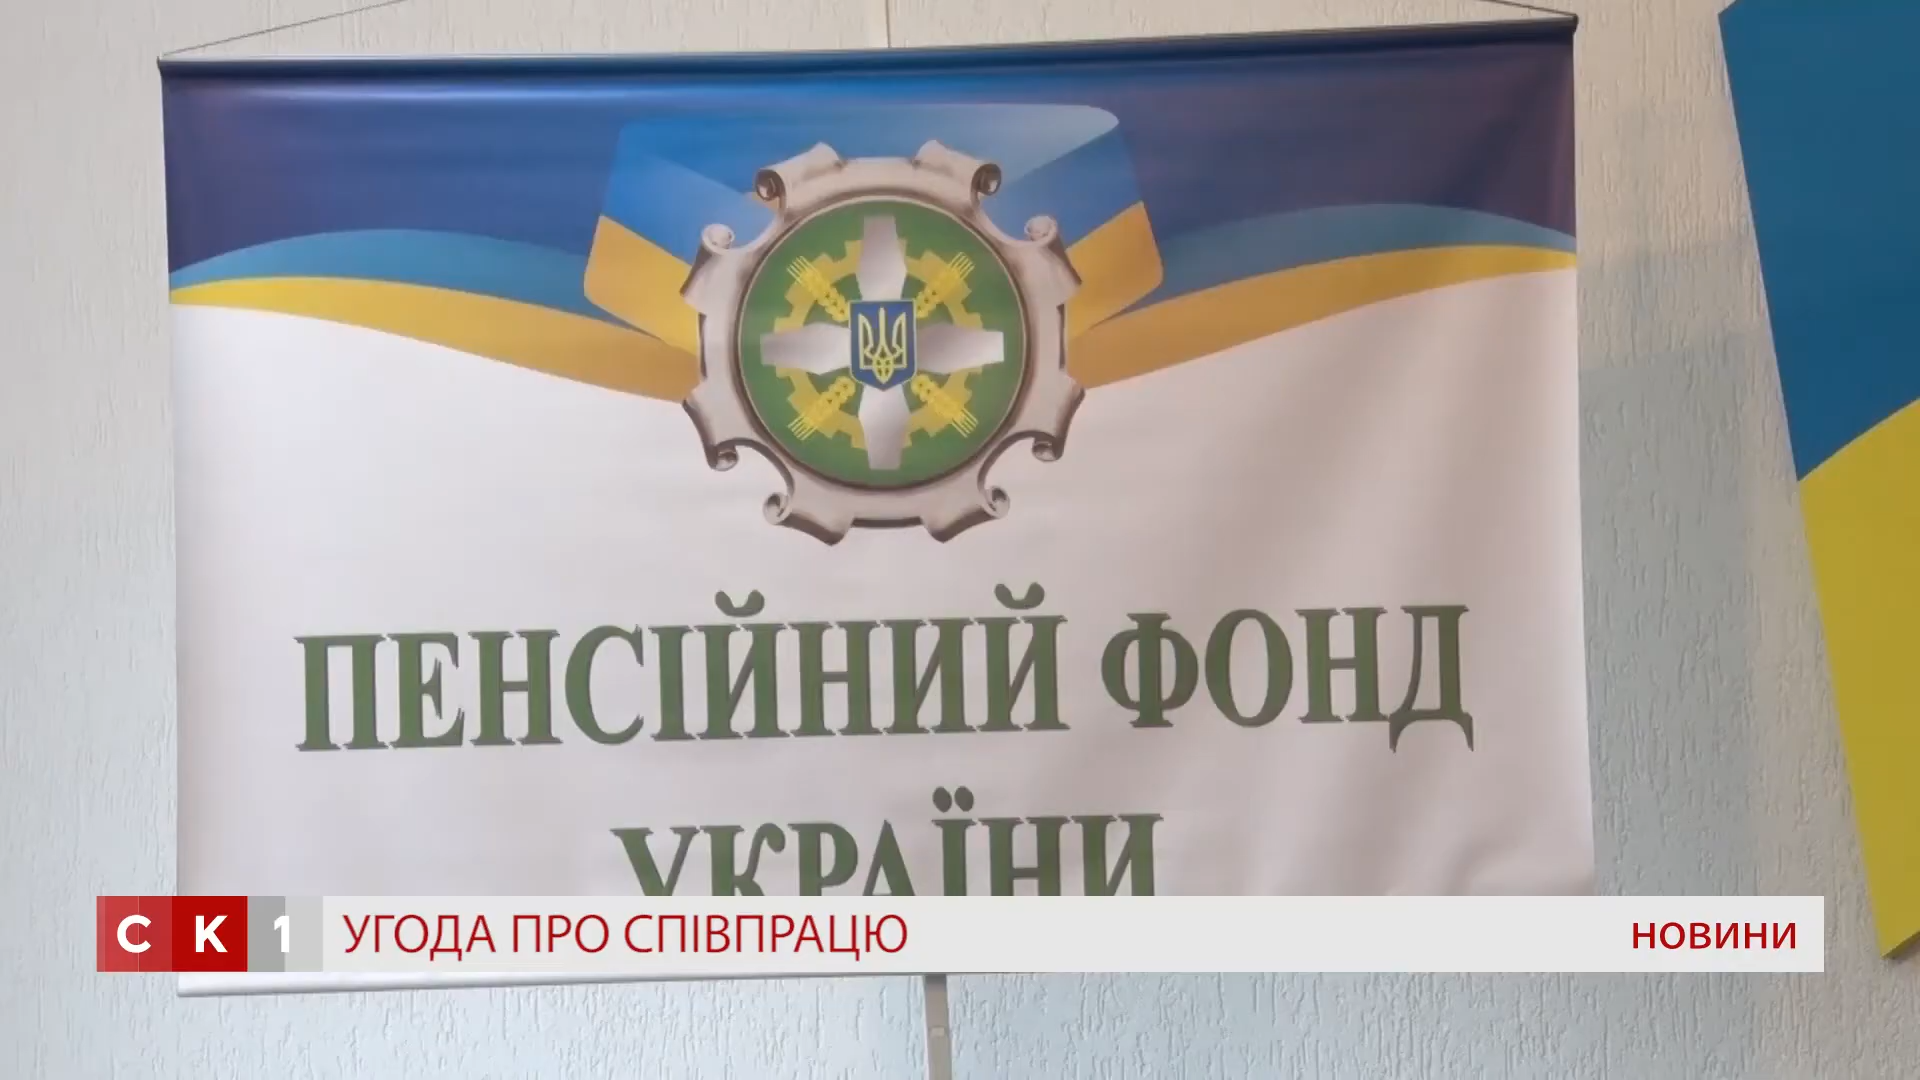 ПЕНСІЙНИЙ ФОНД
УКРАЇНИ
СК1 УГОДА ПРО СПІВПРАЦЮ НОВИНИ